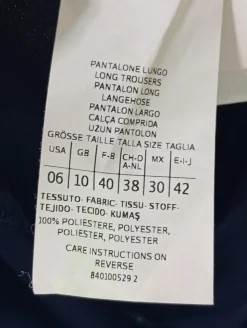 PANTALONE LUNGO
LONG TROUSERS
PANTALON LONG
LANGEHOSE
PANTALON LARGO
CALÇA COMPRIDA
UZUN PANTOLON
GRÖSSE TAILLE TALLA SIZE TAGLIA
USA GB F-B CH-D A-NL MX E-I-J
06 10 40 38 30 42
TESSUTO- FABRIC- TISSU- STOFF-
TEJIDO- TECIDO- KUMAŞ
100% POLIESTERE, POLYESTER,
POLIESTER, POLYESTER
CARE INSTRUCTIONS ON
REVERSE
840100529 2